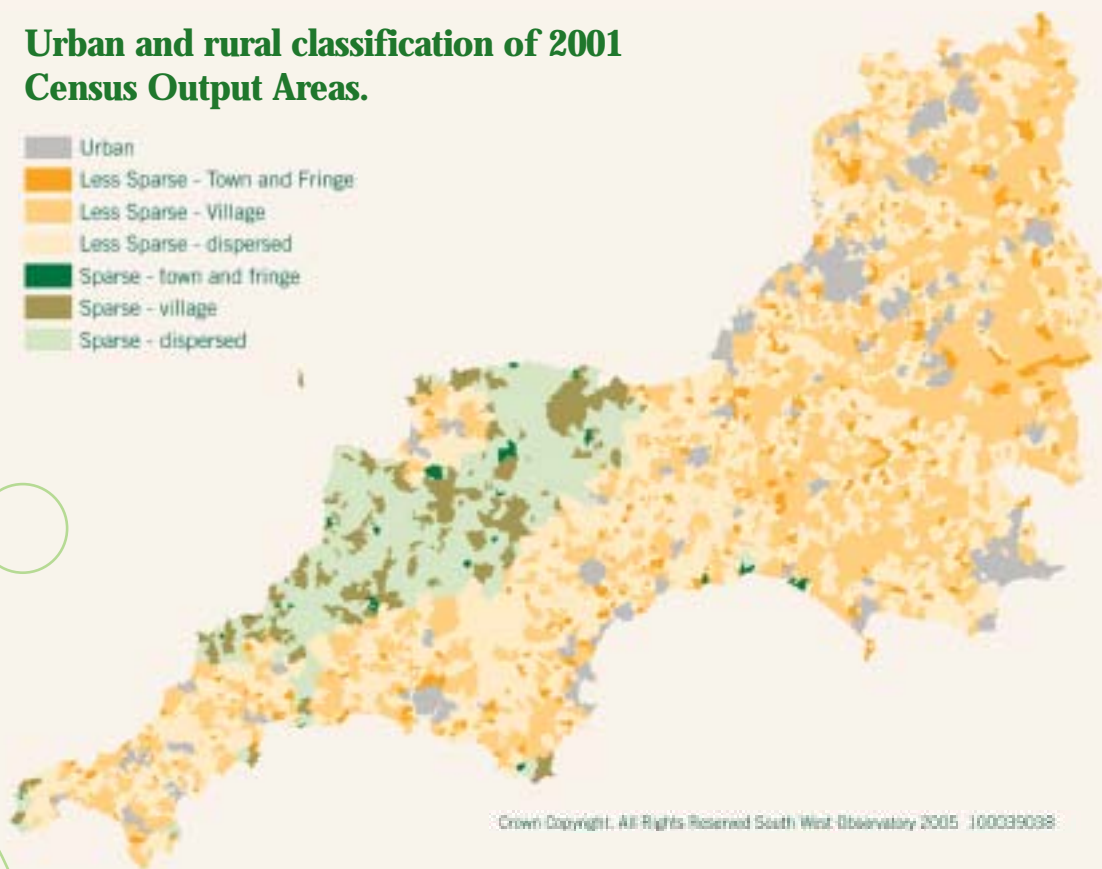 Urban and rural classification of 2001
Census Output Areas.
Urban
Less Sparse - Town and Fringe
Less Sparse - Village
Less Sparse - dispersed
Sparse - town and fringe
Sparse - village
Sparse - dispersed
Crown Copyright. All Rights Reserved South West Observatory 2005 100039038